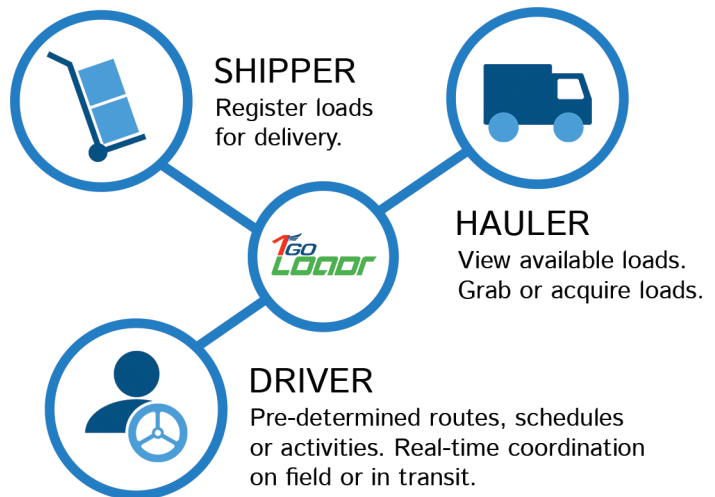 SHIPPER
Register loads
for delivery.
HAULER
View available loads.
Grab or acquire loads.
1GO
LOADR
DRIVER
Pre-determined routes, schedules
or activities. Real-time coordination
on field or in transit.